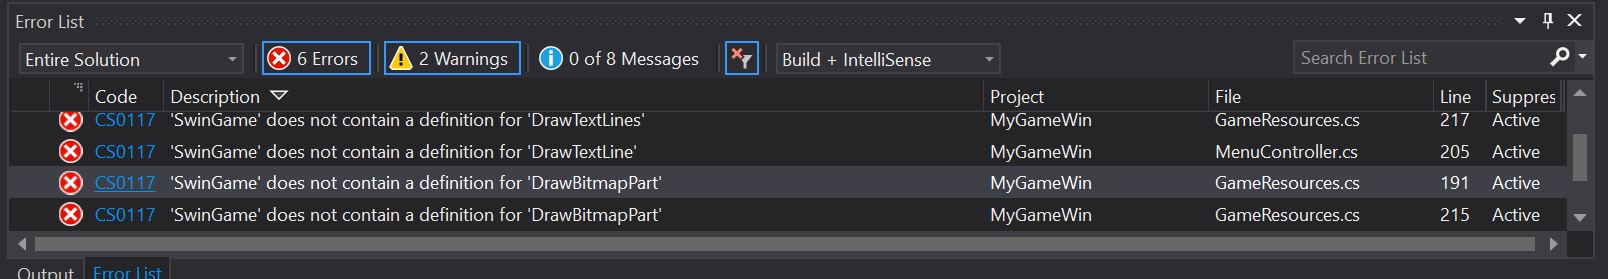 Error List
Entire Solution 6 Errors 2 Warnings 0 of 8 Messages Build + IntelliSense Search Error List
Code Description Project File Line Suppres
CS0117 'SwinGame' does not contain a definition for 'DrawTextLines' MyGameWin GameResources.cs 217 Active
CS0117 'SwinGame' does not contain a definition for 'DrawTextLine' MyGameWin MenuController.cs 205 Active
CS0117 'SwinGame' does not contain a definition for 'DrawBitmapPart' MyGameWin GameResources.cs 191 Active
CS0117 'SwinGame' does not contain a definition for 'DrawBitmapPart' MyGameWin GameResources.cs 215 Active
Output Error List